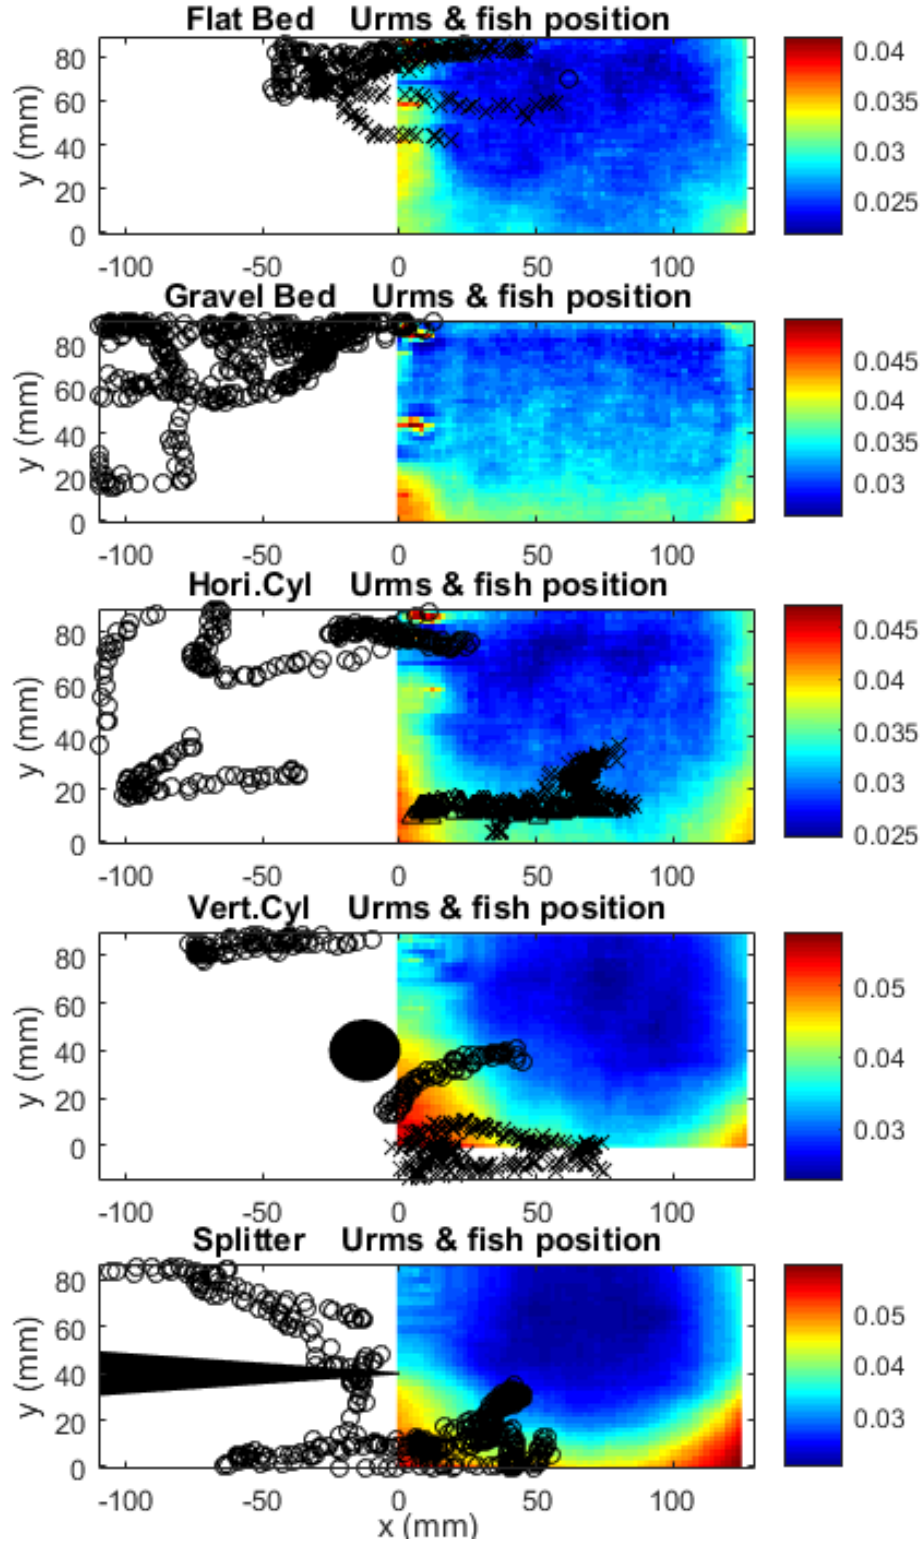 Flat Bed Urms & fish position
80
60
40
20
0
y (mm)
-100 -50 0 50 100
0.04
0.035
0.03
0.025
Gravel Bed Urms & fish position
80
60
40
20
0
y (mm)
-100 -50 0 50 100
0.045
0.04
0.035
0.03
Hori.Cyl Urms & fish position
80
60
40
20
0
y (mm)
-100 -50 0 50 100
0.045
0.04
0.035
0.03
0.025
Vert.Cyl Urms & fish position
80
60
40
20
0
y (mm)
-100 -50 0 50 100
0.05
0.04
0.03
Splitter Urms & fish position
80
60
40
20
0
y (mm)
-100 -50 0 50 100
x (mm)
0.05
0.04
0.03